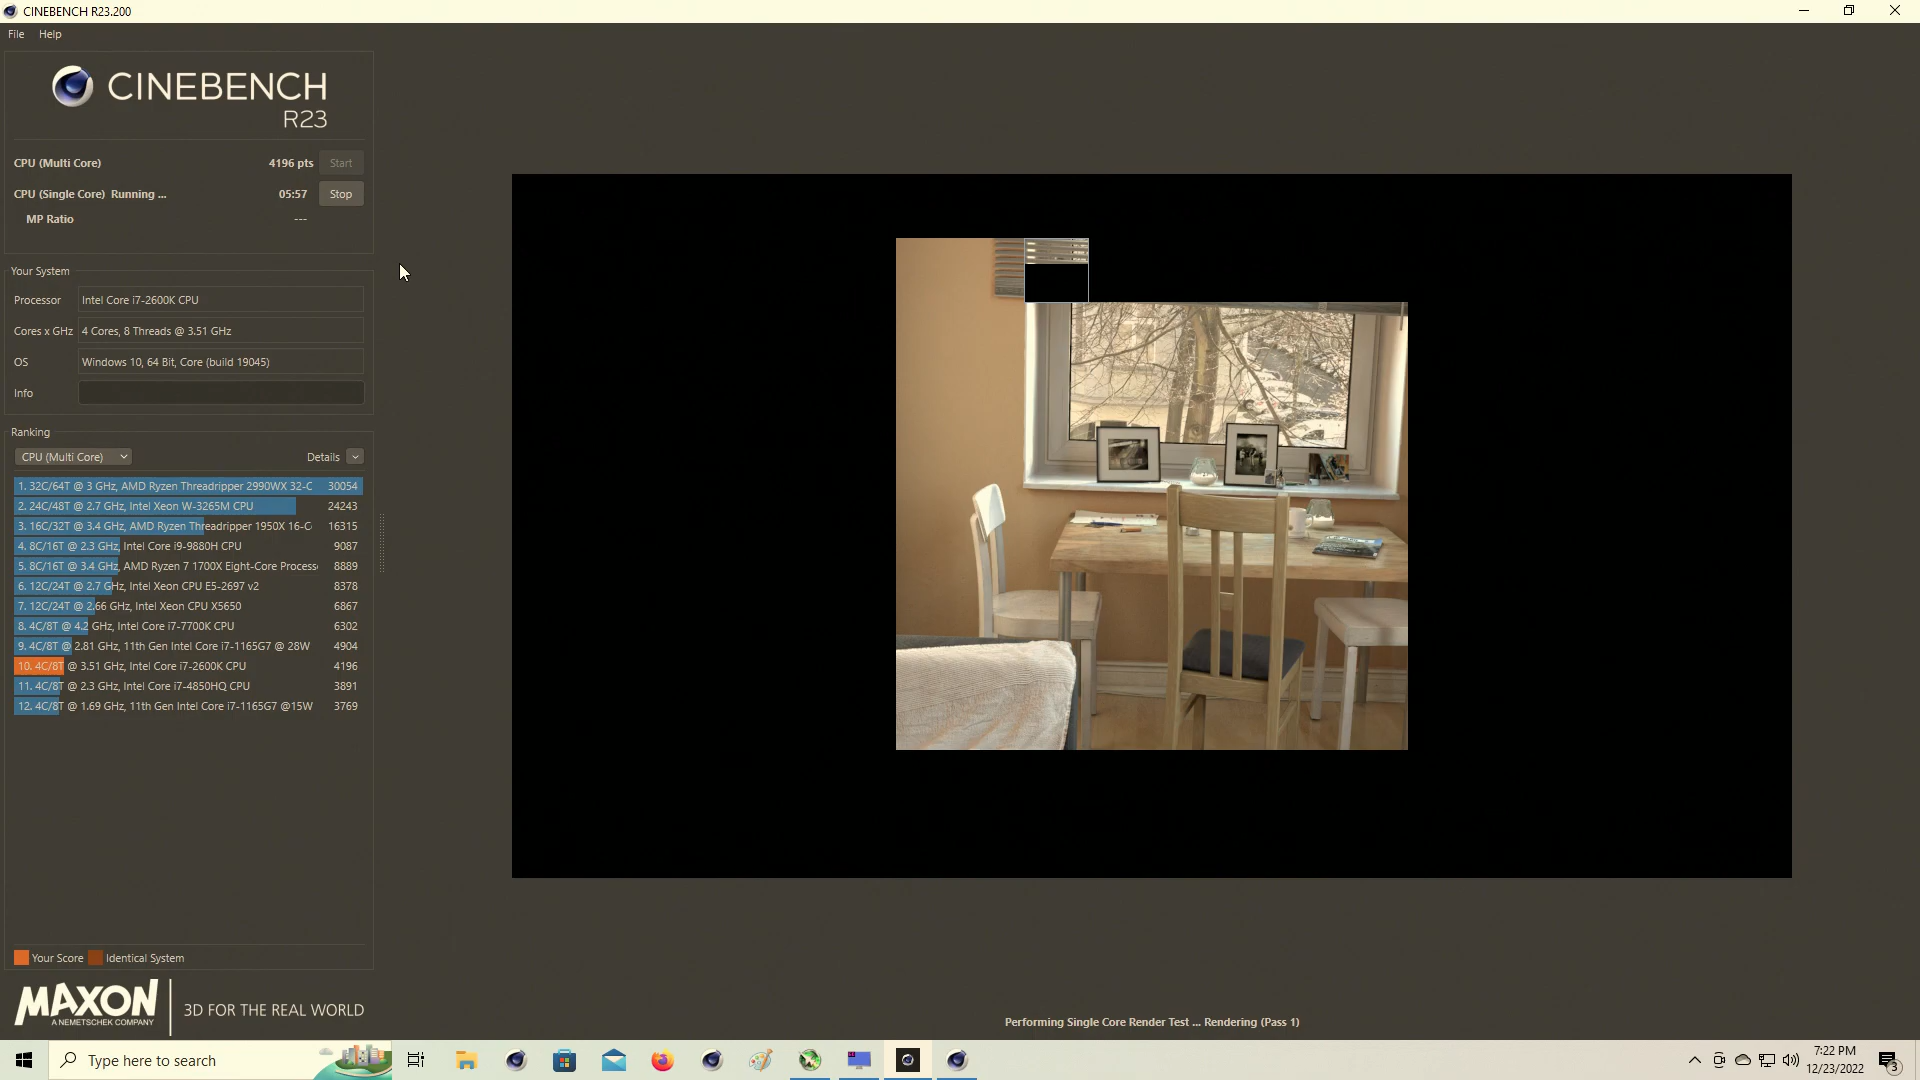 CINEBENCH R23.200
File Help
CINEBENCH
R23
CPU (Multi Core) 4196 pts Start
CPU (Single Core) Running ... 05:57 Stop
MP Ratio ---
Your System
Processor Intel Core i7-2600K CPU
Cores x GHz 4 Cores, 8 Threads @ 3.51 GHz
OS Windows 10, 64 Bit, Core (build 19045)
Info
Ranking
CPU (Multi Core) Details
1. 32C/64T @ 3 GHz, AMD Ryzen Threadripper 2990WX 32-C 30054
2. 24C/48T @ 2.7 GHz, Intel Xeon W-3265M CPU 24243
3. 16C/32T @ 3.4 GHz, AMD Ryzen Threadripper 1950X 16-C 16315
4. 8C/16T @ 2.3 GHz, Intel Core i9-9880H CPU 9087
5. 8C/16T @ 3.4 GHz, AMD Ryzen 7 1700X Eight-Core Process 8889
6. 12C/24T @ 2.7 GHz, Intel Xeon CPU E5-2697 v2 8378
7. 12C/24T @ 2.66 GHz, Intel Xeon CPU X5650 6867
8. 4C/8T @ 4.2 GHz, Intel Core i7-7700K CPU 6302
9. 4C/8T @ 2.81 GHz, 11th Gen Intel Core i7-1165G7 @ 28W 4904
10. 4C/8T @ 3.51 GHz, Intel Core i7-2600K CPU 4196
11. 4C/8T @ 2.3 GHz, Intel Core i7-4850HQ CPU 3891
12. 4C/8T @ 1.69 GHz, 11th Gen Intel Core i7-1165G7 @15W 3769
Your Score Identical System
MAXON 3D FOR THE REAL WORLD
A NEMETSCHEK COMPANY
Performing Single Core Render Test ... Rendering (Pass 1)
Type here to search
7:22 PM
12/23/2022
3